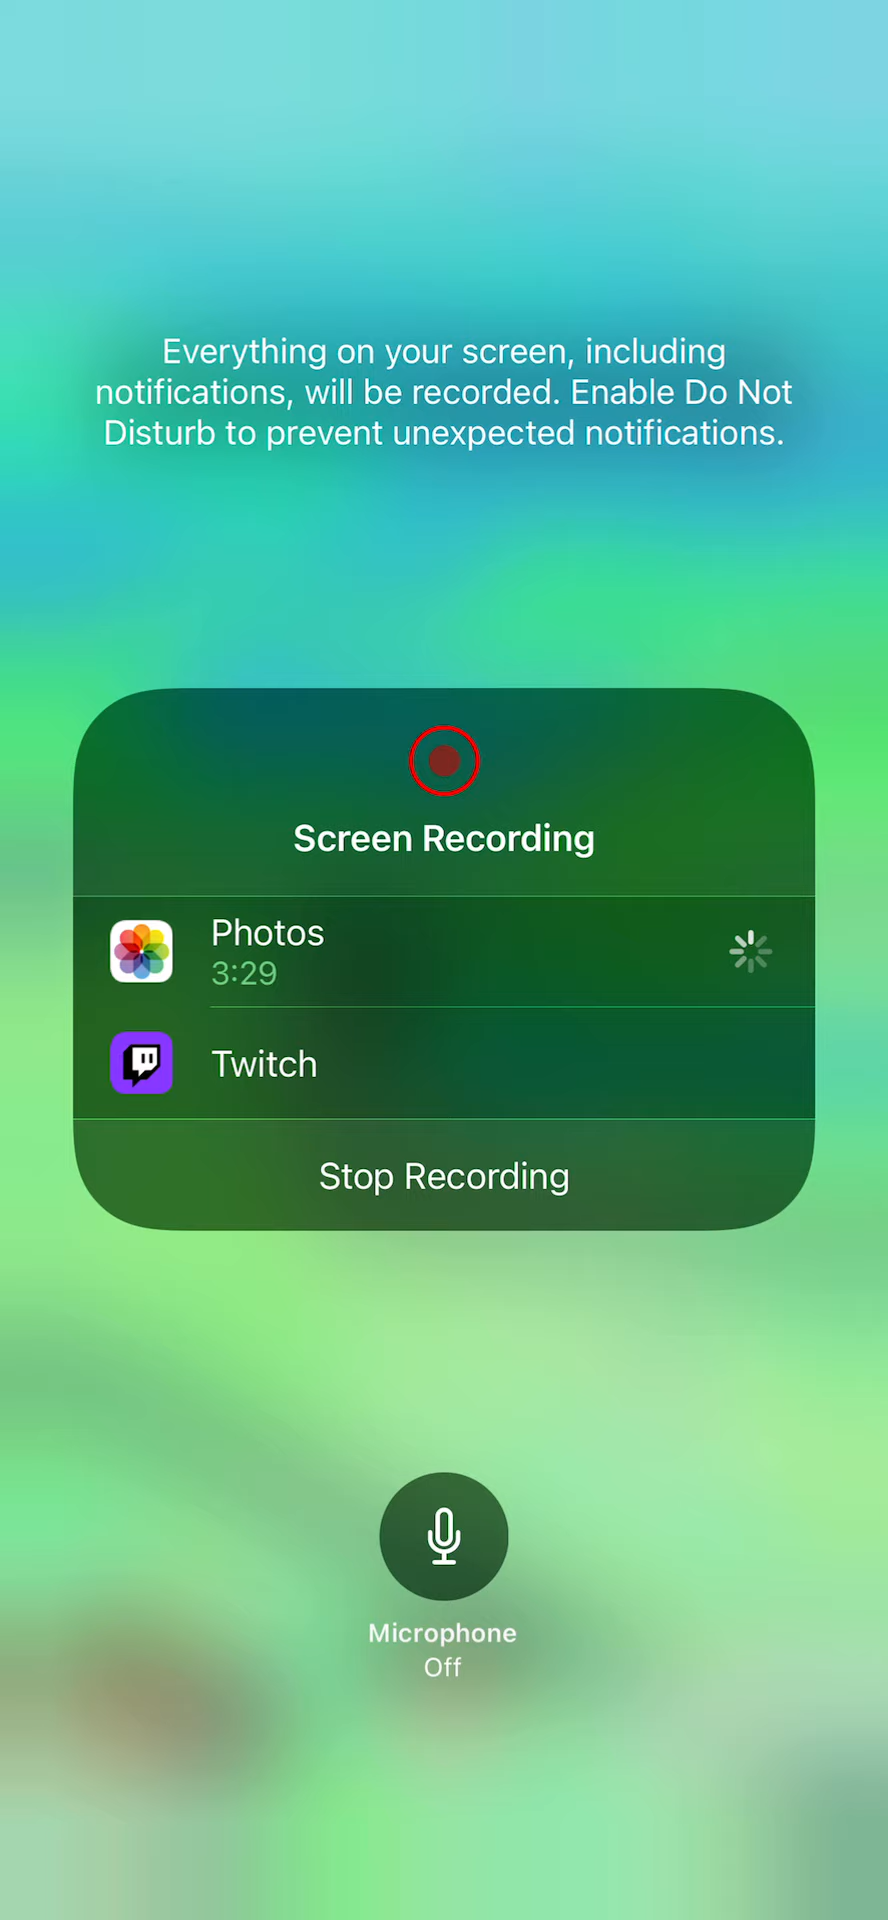 Everything on your screen, including
notifications, will be recorded. Enable Do Not
Disturb to prevent unexpected notifications.
Screen Recording
Photos
3:29
Twitch
Stop Recording
Microphone
Off